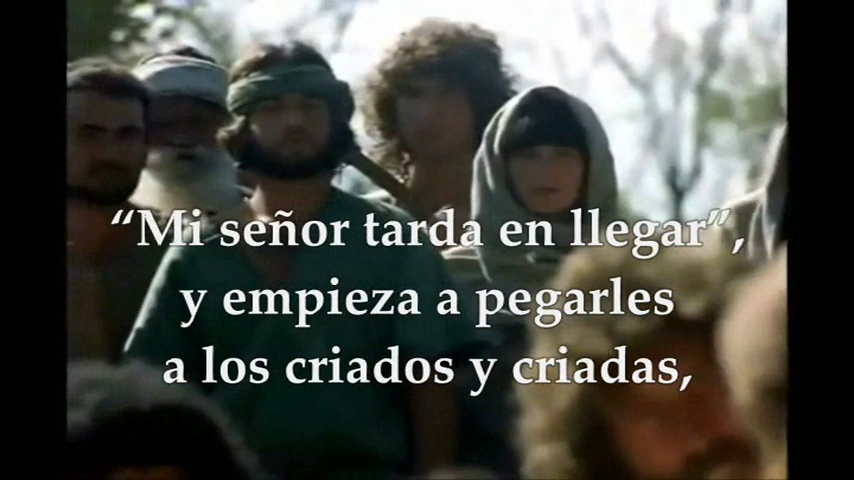 “Mi señor tarda en llegar”,
y empieza a pegarles
a los criados y criadas,